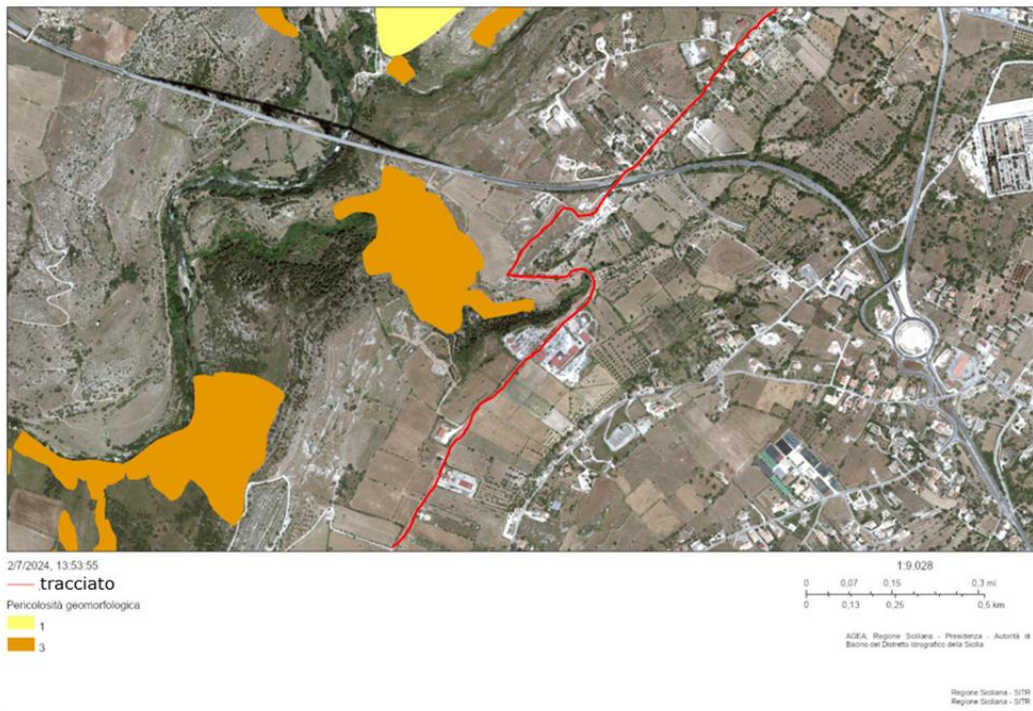 2/7/2024, 13:53:55
tracciato
Pericolosità geomorfologica
1
3
1:9.028
0 0,07 0,15 0,3 mi
0 0,13 0,25 0,5 km
AGEA, Regione Siciliana - Presidenza - Autorità di
Bacino del Distretto Idrografico della Sicilia
Regione Siciliana - SITR
Regione Siciliana - SITR